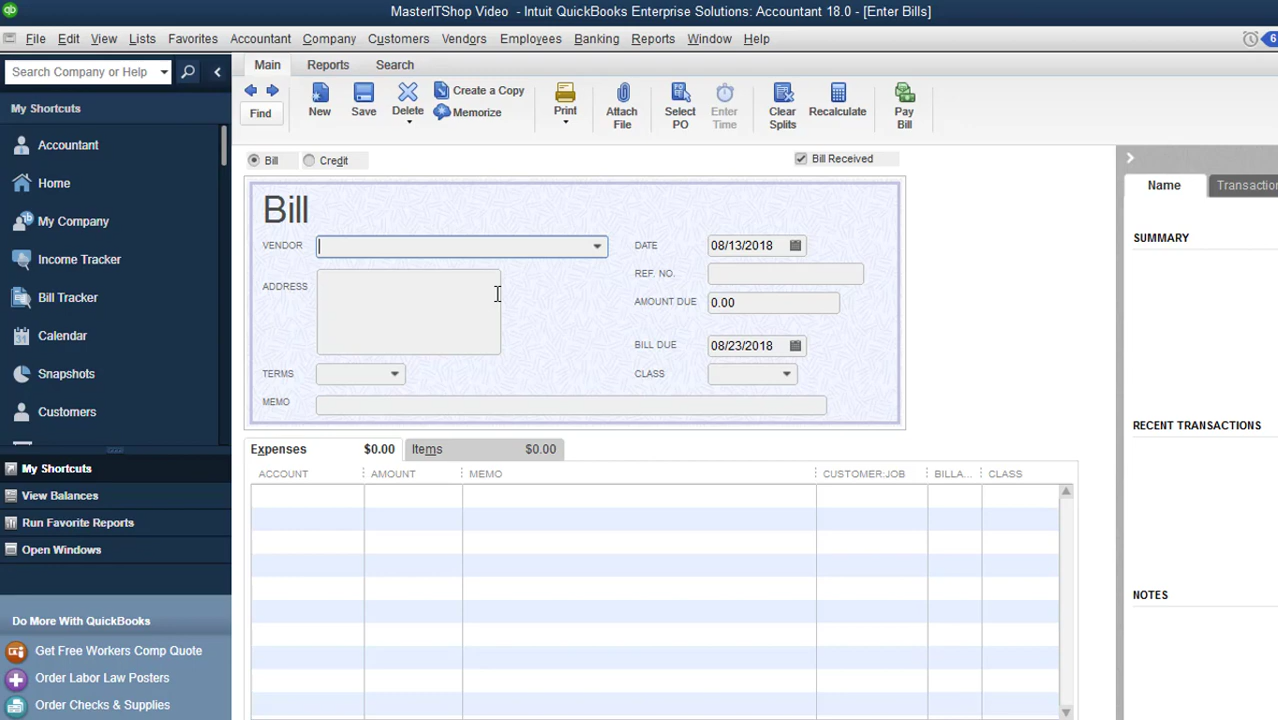 MasterITShop Video - Intuit QuickBooks Enterprise Solutions: Accountant 18.0 - [Enter Bills]
File Edit View Lists Favorites Accountant Company Customers Vendors Employees Banking Reports Window Help 6
Search Company or Help
My Shortcuts
Accountant
Home
My Company
Income Tracker
Bill Tracker
31 Calendar
Snapshots
Customers
My Shortcuts
View Balances
Run Favorite Reports
Open Windows
Do More With QuickBooks
Get Free Workers Comp Quote
Order Labor Law Posters
Order Checks & Supplies
Main Reports Search
Find
New
Save
Delete
Create a Copy
Memorize
Print
Attach
File
Select
PO
Enter
Time
Clear
Splits
Recalculate
Pay
Bill
Bill Credit Bill Received
Bill
VENDOR
ADDRESS
TERMS
MEMO
DATE 08/13/2018
REF. NO.
AMOUNT DUE 0.00
BILL DUE 08/23/2018
CLASS
Expenses $0.00 Items $0.00
ACCOUNT AMOUNT MEMO CUSTOMER:JOB BILLA... CLASS
Name Transaction
SUMMARY
RECENT TRANSACTIONS
NOTES